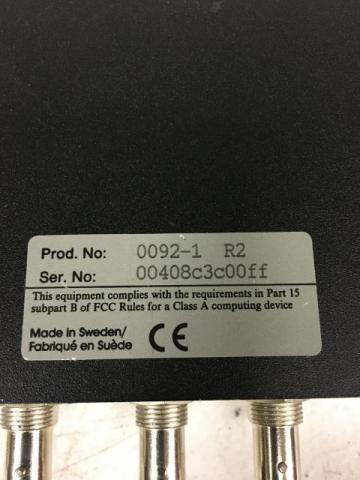 Prod. No: 0092-1 R2
Ser. No: 00408c3c00ff
This equipment complies with the requirements in Part 15
subpart B of FCC Rules for a Class A computing device
Made in Sweden/
Fabriqué en Suède CE